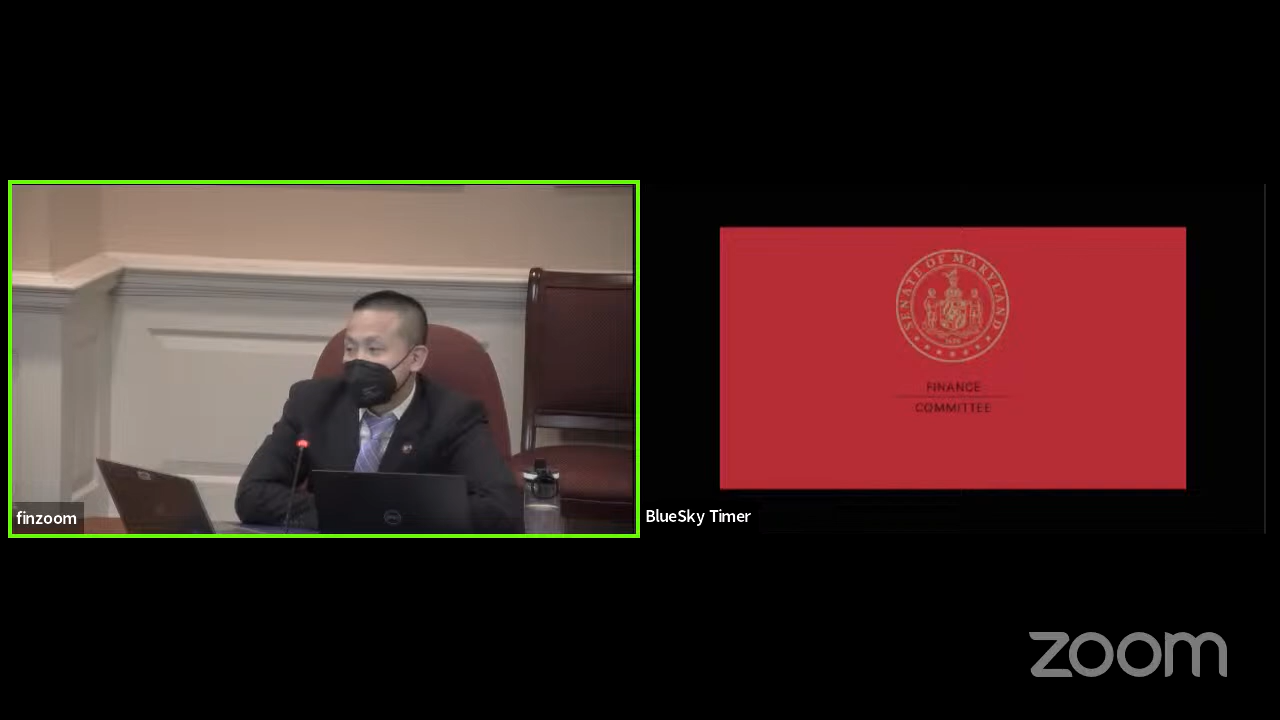 SENATE OF MARYLAND
FINANCE
COMMITTEE
finzoom
BlueSky Timer
zoom